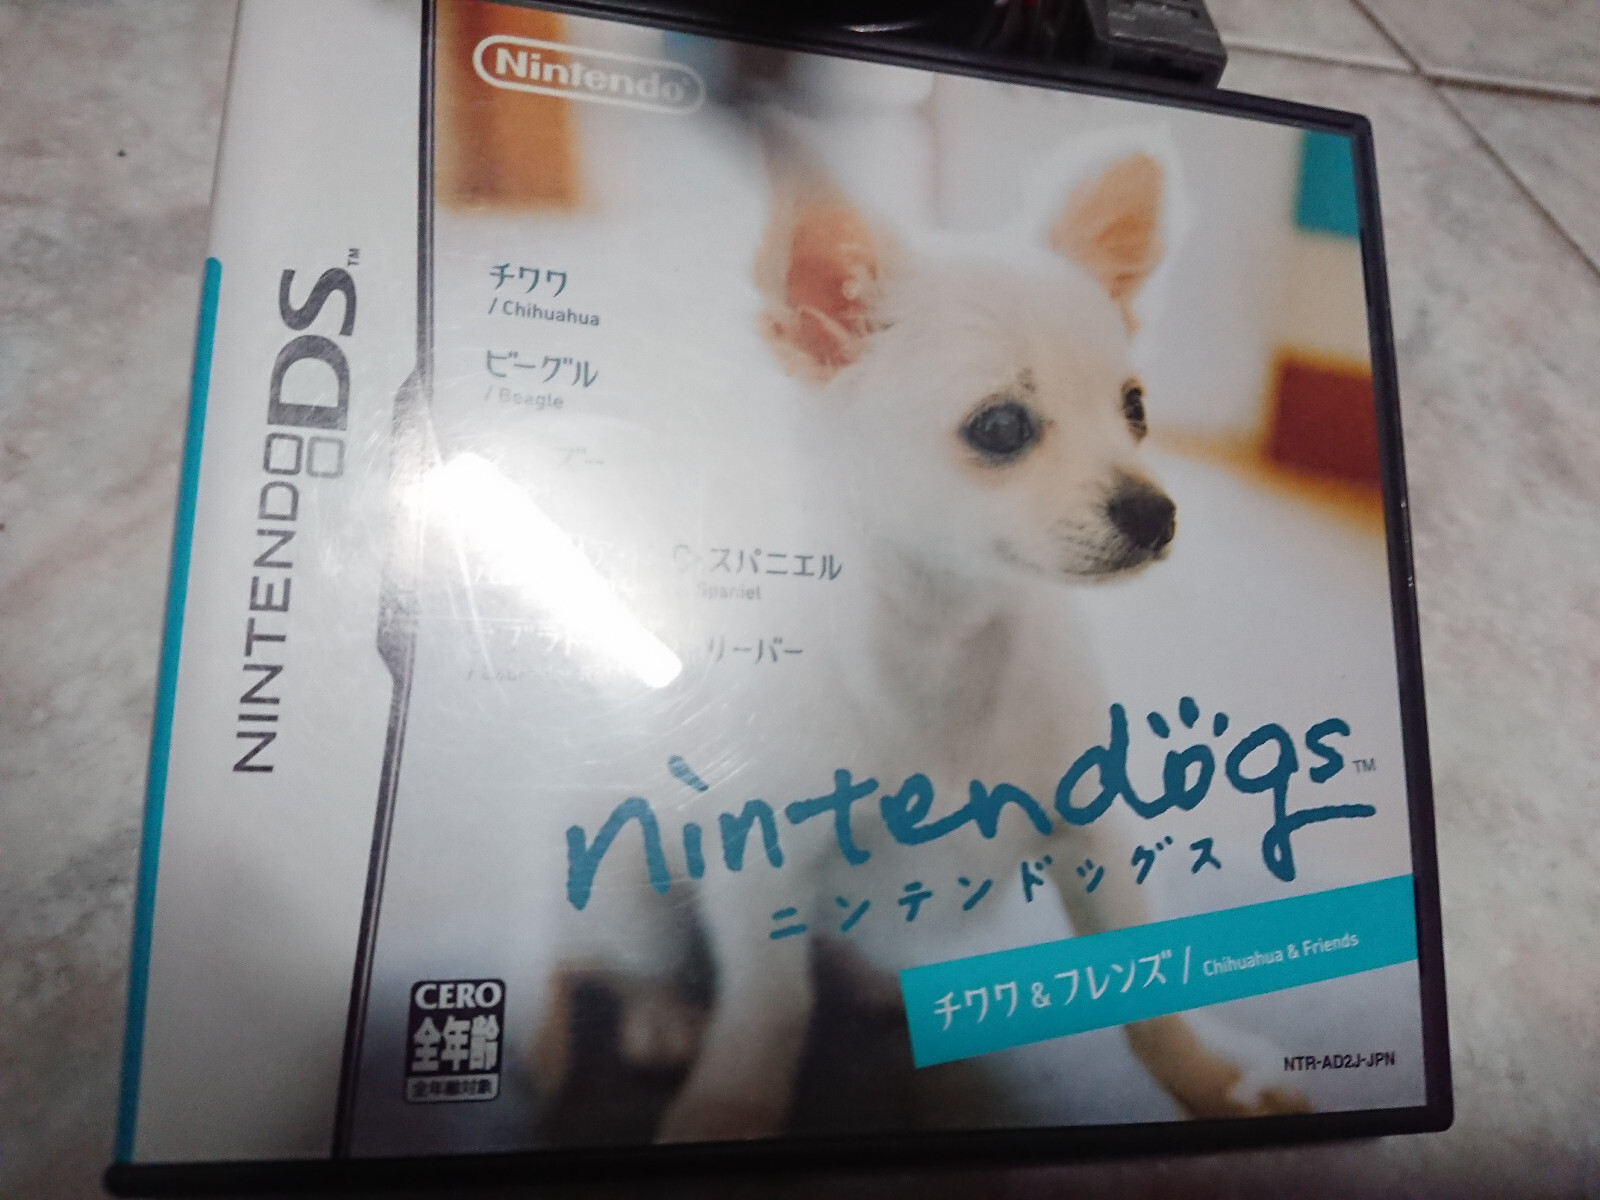 Nintendo®
NINTENDO DS™
チワワ
/ Chihuahua
ビーグル
/ Beagle
ズー
スパニエル
Spaniel
リーバー
nintendogs™
ニンテンドッグス
チワワ & フレンズ / Chihuahua & Friends
CERO
全年齢
全年齢対象
NTR-AD2J-JPN